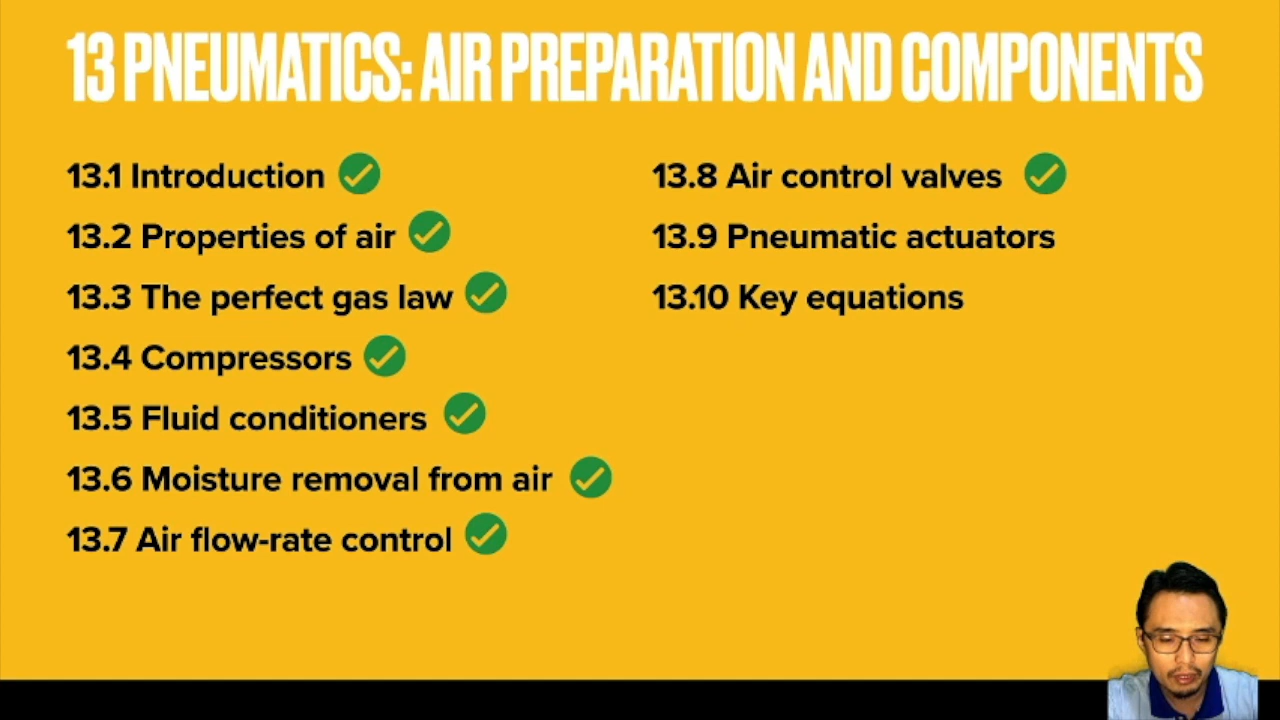 13 PNEUMATICS: AIR PREPARATION AND COMPONENTS
13.1 Introduction
13.2 Properties of air
13.3 The perfect gas law
13.4 Compressors
13.5 Fluid conditioners
13.6 Moisture removal from air
13.7 Air flow-rate control
13.8 Air control valves
13.9 Pneumatic actuators
13.10 Key equations